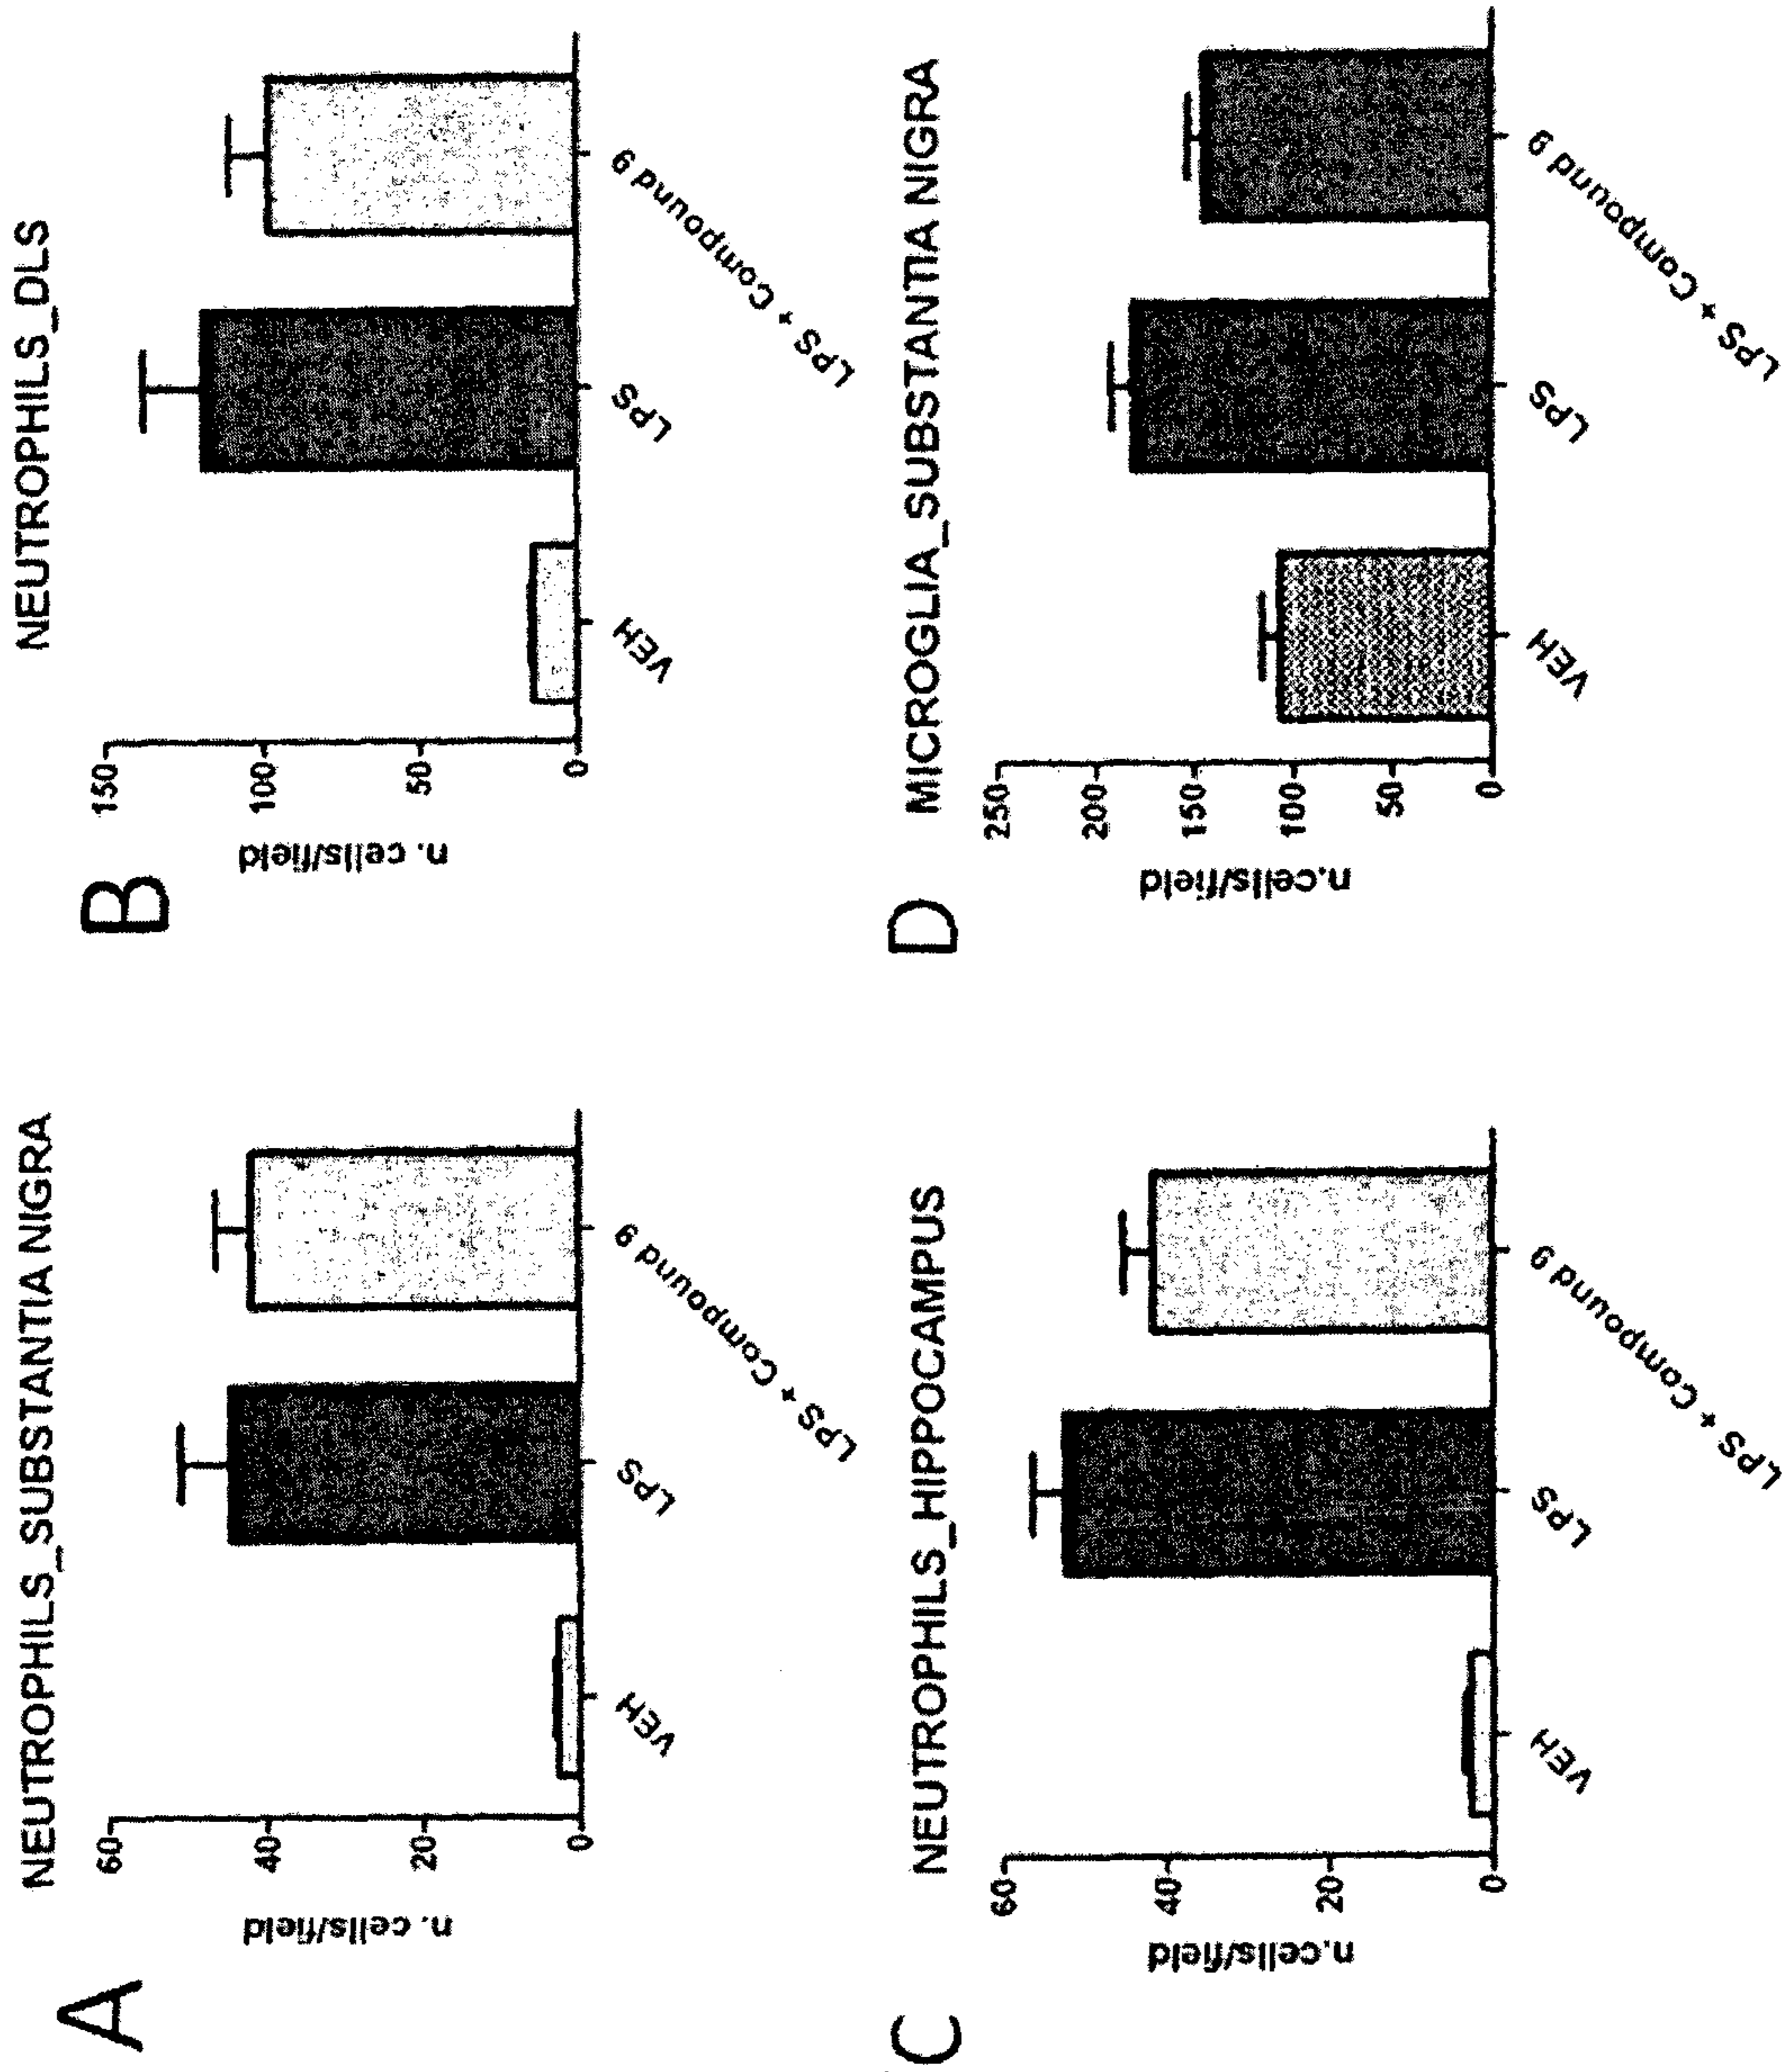 A
NEUTROPHILS_SUBSTANTIA NIGRA
n. cells/field
60
40
20
0
VEH
LPS
LPS + Compound 9
B
NEUTROPHILS_DLS
n. cells/field
150
100
50
0
VEH
LPS
LPS + Compound 9
C
NEUTROPHILS_HIPPOCAMPUS
n.cells/field
60
40
20
0
VEH
LPS
LPS + Compound 9
D
MICROGLIA_SUBSTANTIA NIGRA
n.cells/field
250
200
150
100
50
0
VEH
LPS
LPS + Compound 9